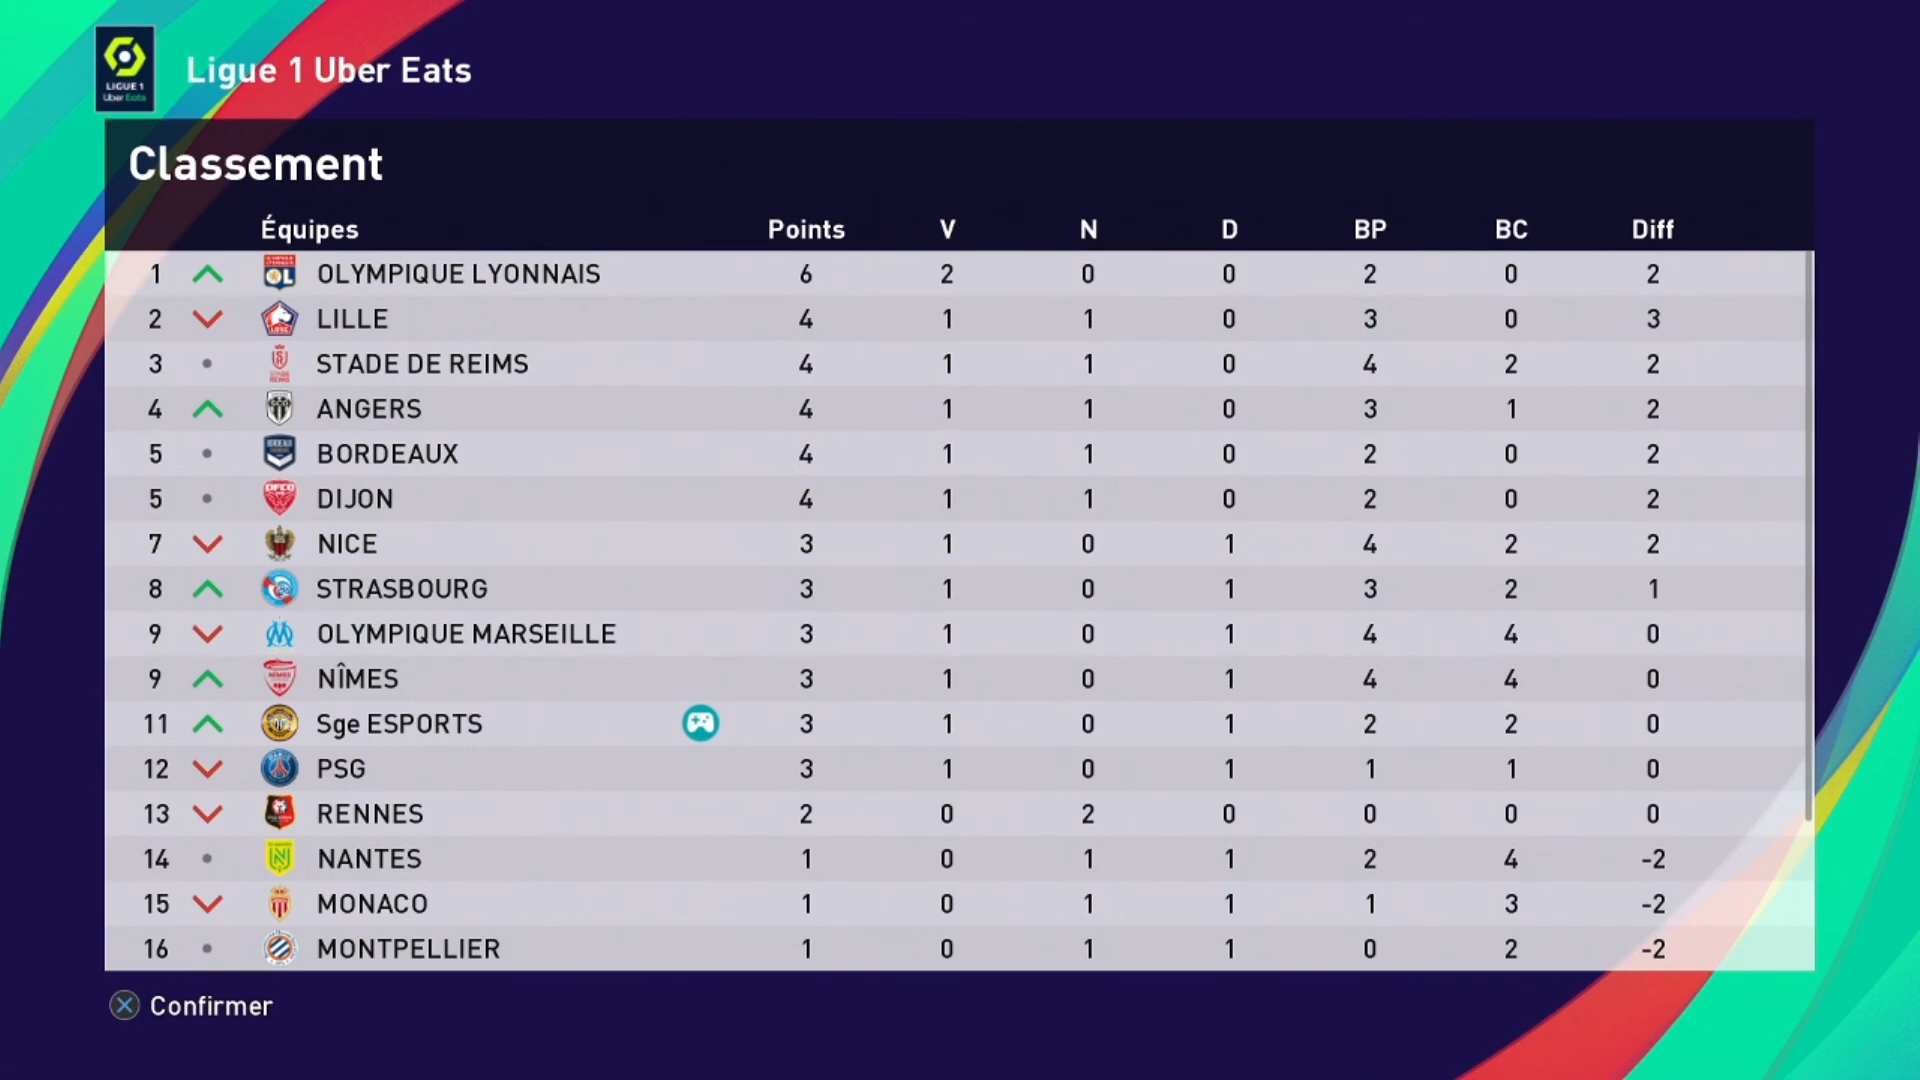 LIGUE 1
Uber Eats
Ligue 1 Uber Eats
Classement
Équipes Points V N D BP BC Diff
1 OLYMPIQUE LYONNAIS 6 2 0 0 2 0 2
2 LILLE 4 1 1 0 3 0 3
3 STADE DE REIMS 4 1 1 0 4 2 2
4 ANGERS 4 1 1 0 3 1 2
5 BORDEAUX 4 1 1 0 2 0 2
5 DIJON 4 1 1 0 2 0 2
7 NICE 3 1 0 1 4 2 2
8 STRASBOURG 3 1 0 1 3 2 1
9 OLYMPIQUE MARSEILLE 3 1 0 1 4 4 0
9 NÎMES 3 1 0 1 4 4 0
11 Sge ESPORTS 3 1 0 1 2 2 0
12 PSG 3 1 0 1 1 1 0
13 RENNES 2 0 2 0 0 0 0
14 NANTES 1 0 1 1 2 4 -2
15 MONACO 1 0 1 1 1 3 -2
16 MONTPELLIER 1 0 1 1 0 2 -2
Confirmer